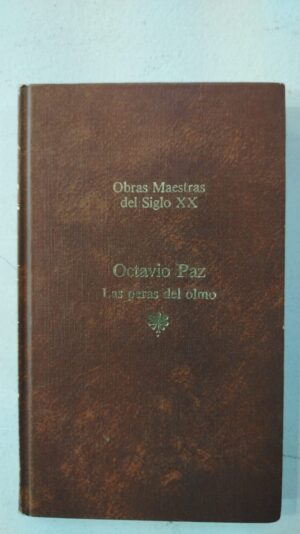 Obras Maestras
del Siglo XX
Octavio Paz
Las peras del olmo